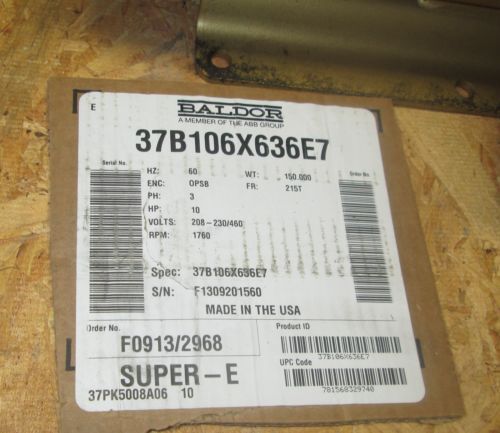 E
BALDOR
A MEMBER OF THE ABB GROUP
37B106X636E7
Serial No.
Order No.
HZ: 60 WT: 150.000
ENC: OPSB FR: 215T
PH: 3
HP: 10
VOLTS: 208-230/460
RPM: 1760
Spec: 37B106X636E7
S/N: F1309201560
MADE IN THE USA
Order No.
F0913/2968
Product ID
37B106X636E7
UPC Code
781568329740
SUPER-E
37PK5008A06 10